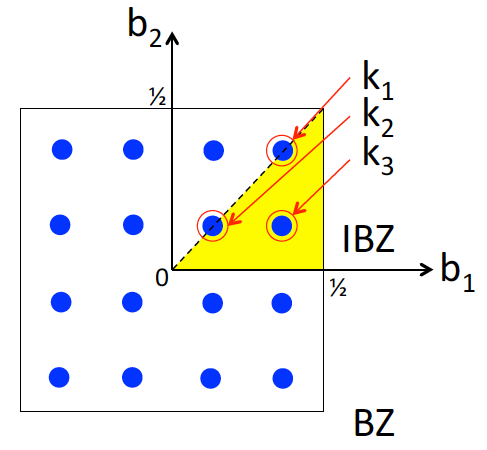 b₂
½
k₁
k₂
k₃
IBZ
0
½
b₁
BZ